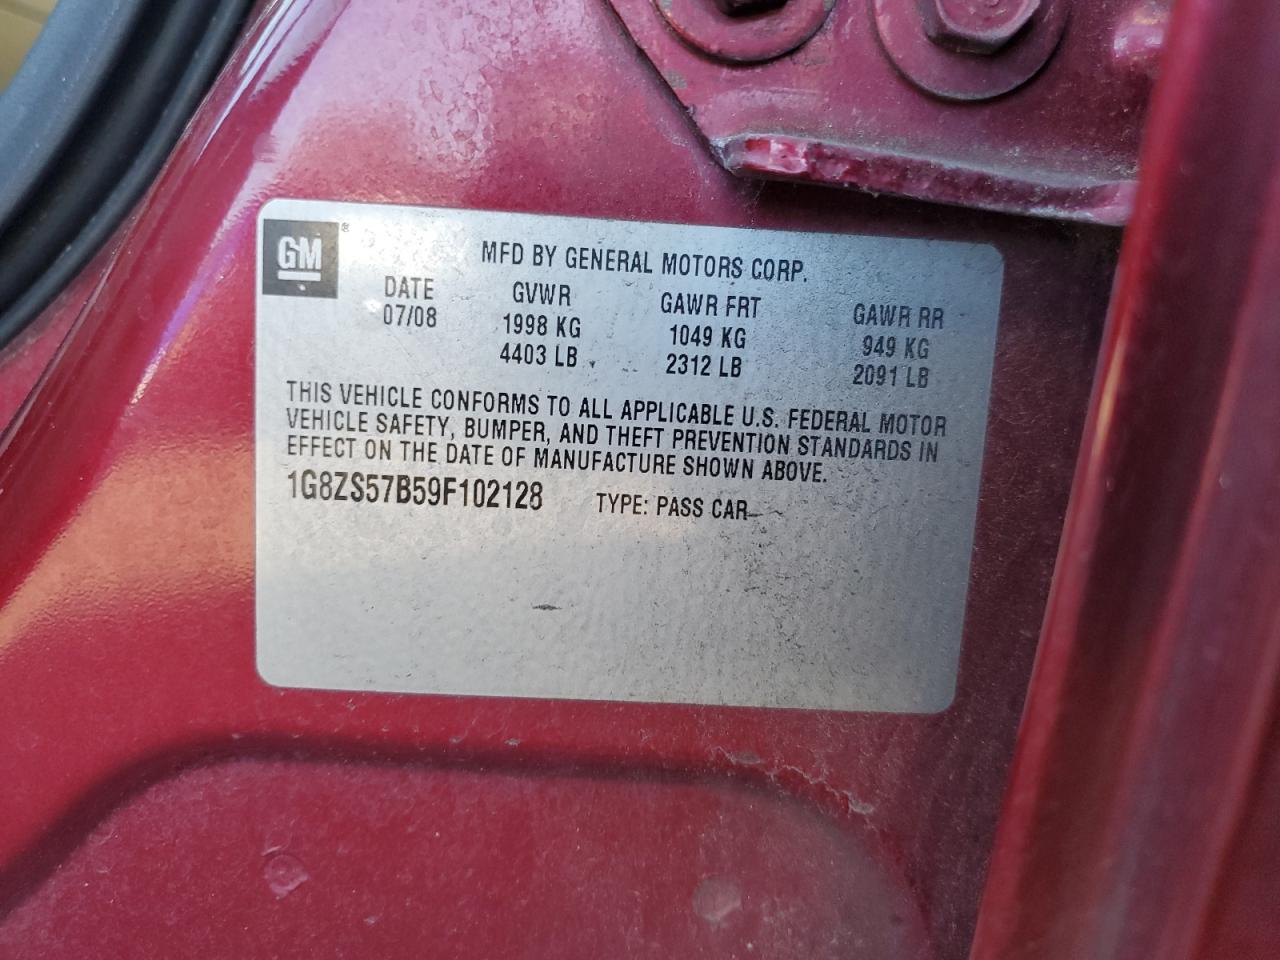 GM ®
MFD BY GENERAL MOTORS CORP.
DATE GVWR GAWR FRT GAWR RR
07/08 1998 KG 1049 KG 949 KG
4403 LB 2312 LB 2091 LB
THIS VEHICLE CONFORMS TO ALL APPLICABLE U.S. FEDERAL MOTOR
VEHICLE SAFETY, BUMPER, AND THEFT PREVENTION STANDARDS IN
EFFECT ON THE DATE OF MANUFACTURE SHOWN ABOVE.
1G8ZS57B59F102128 TYPE: PASS CAR